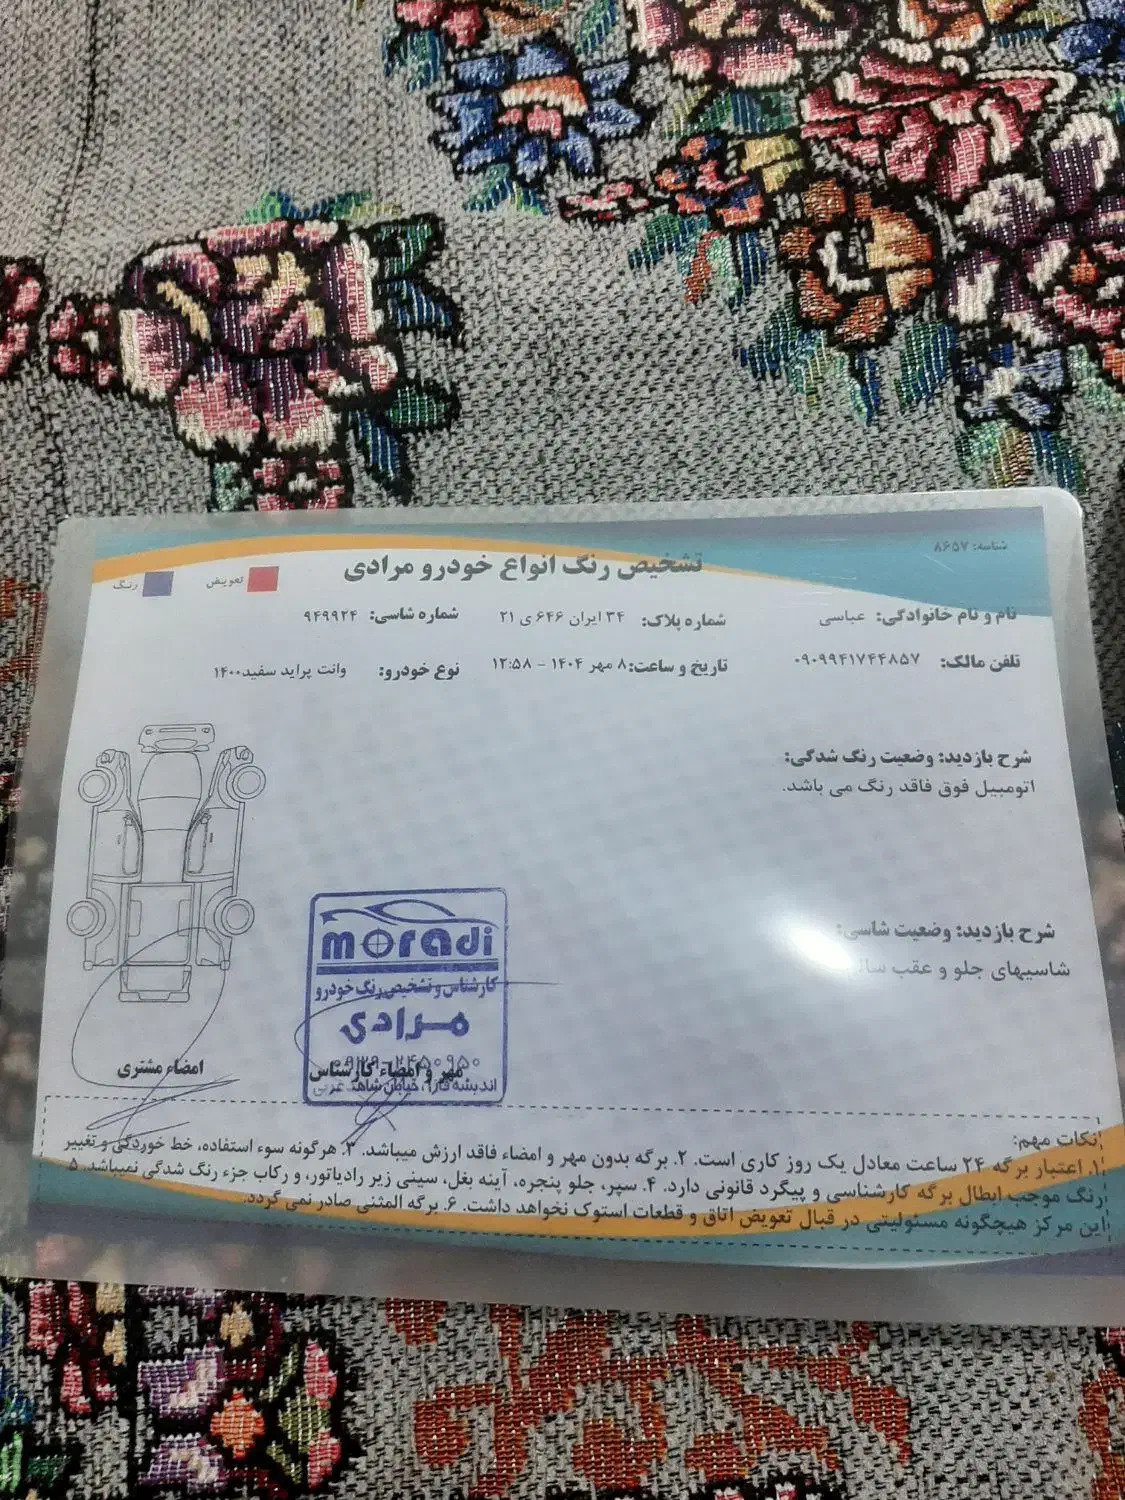 شناسه: ۸۶۵۷
تشخیص رنگ انواع خودرو مرادی
تعویض
رنگ
نام و نام خانوادگی: عباسی
شماره پلاک: ۳۴ ایران ۶۴۶ ی ۲۱
شماره شاسی: ۹۴۹۹۲۴
تلفن مالک: ۰۹۰۹۹۴۱۷۴۴۸۵۷
تاریخ و ساعت: ۸ مهر ۱۴۰۴ - ۱۲:۵۸
نوع خودرو: وانت پراید سفید۱۴۰۰
شرح بازدید: وضعیت رنگ شدگی:
اتومبیل فوق فاقد رنگ می باشد.
شرح بازدید: وضعیت شاسی:
شاسیهای جلو و عقب
moradi
کارشناس و تشخیص رنگ خودرو
مرادی
اندیشه فاز۱، خیابان شاهد غربی
مهر و امضاء کارشناس
امضاء مشتری
نکات مهم:
۱. اعتبار برگه ۲۴ ساعت معادل یک روز کاری است. ۲. برگه بدون مهر و امضاء فاقد ارزش میباشد. ۳. هرگونه سوء استفاده، خط خوردگی و تغییر
رنگ موجب ابطال برگه کارشناسی و پیگرد قانونی دارد. ۴. سپر، جلو پنجره، آینه بغل، سینی زیر رادیاتور، و رکاب جزء رنگ شدگی نمیباشد. ۵
این مرکز هیچگونه مسئولیتی در قبال تعویض اتاق و قطعات استوک نخواهد داشت. ۶. برگه المثنی صادر نمی گردد.